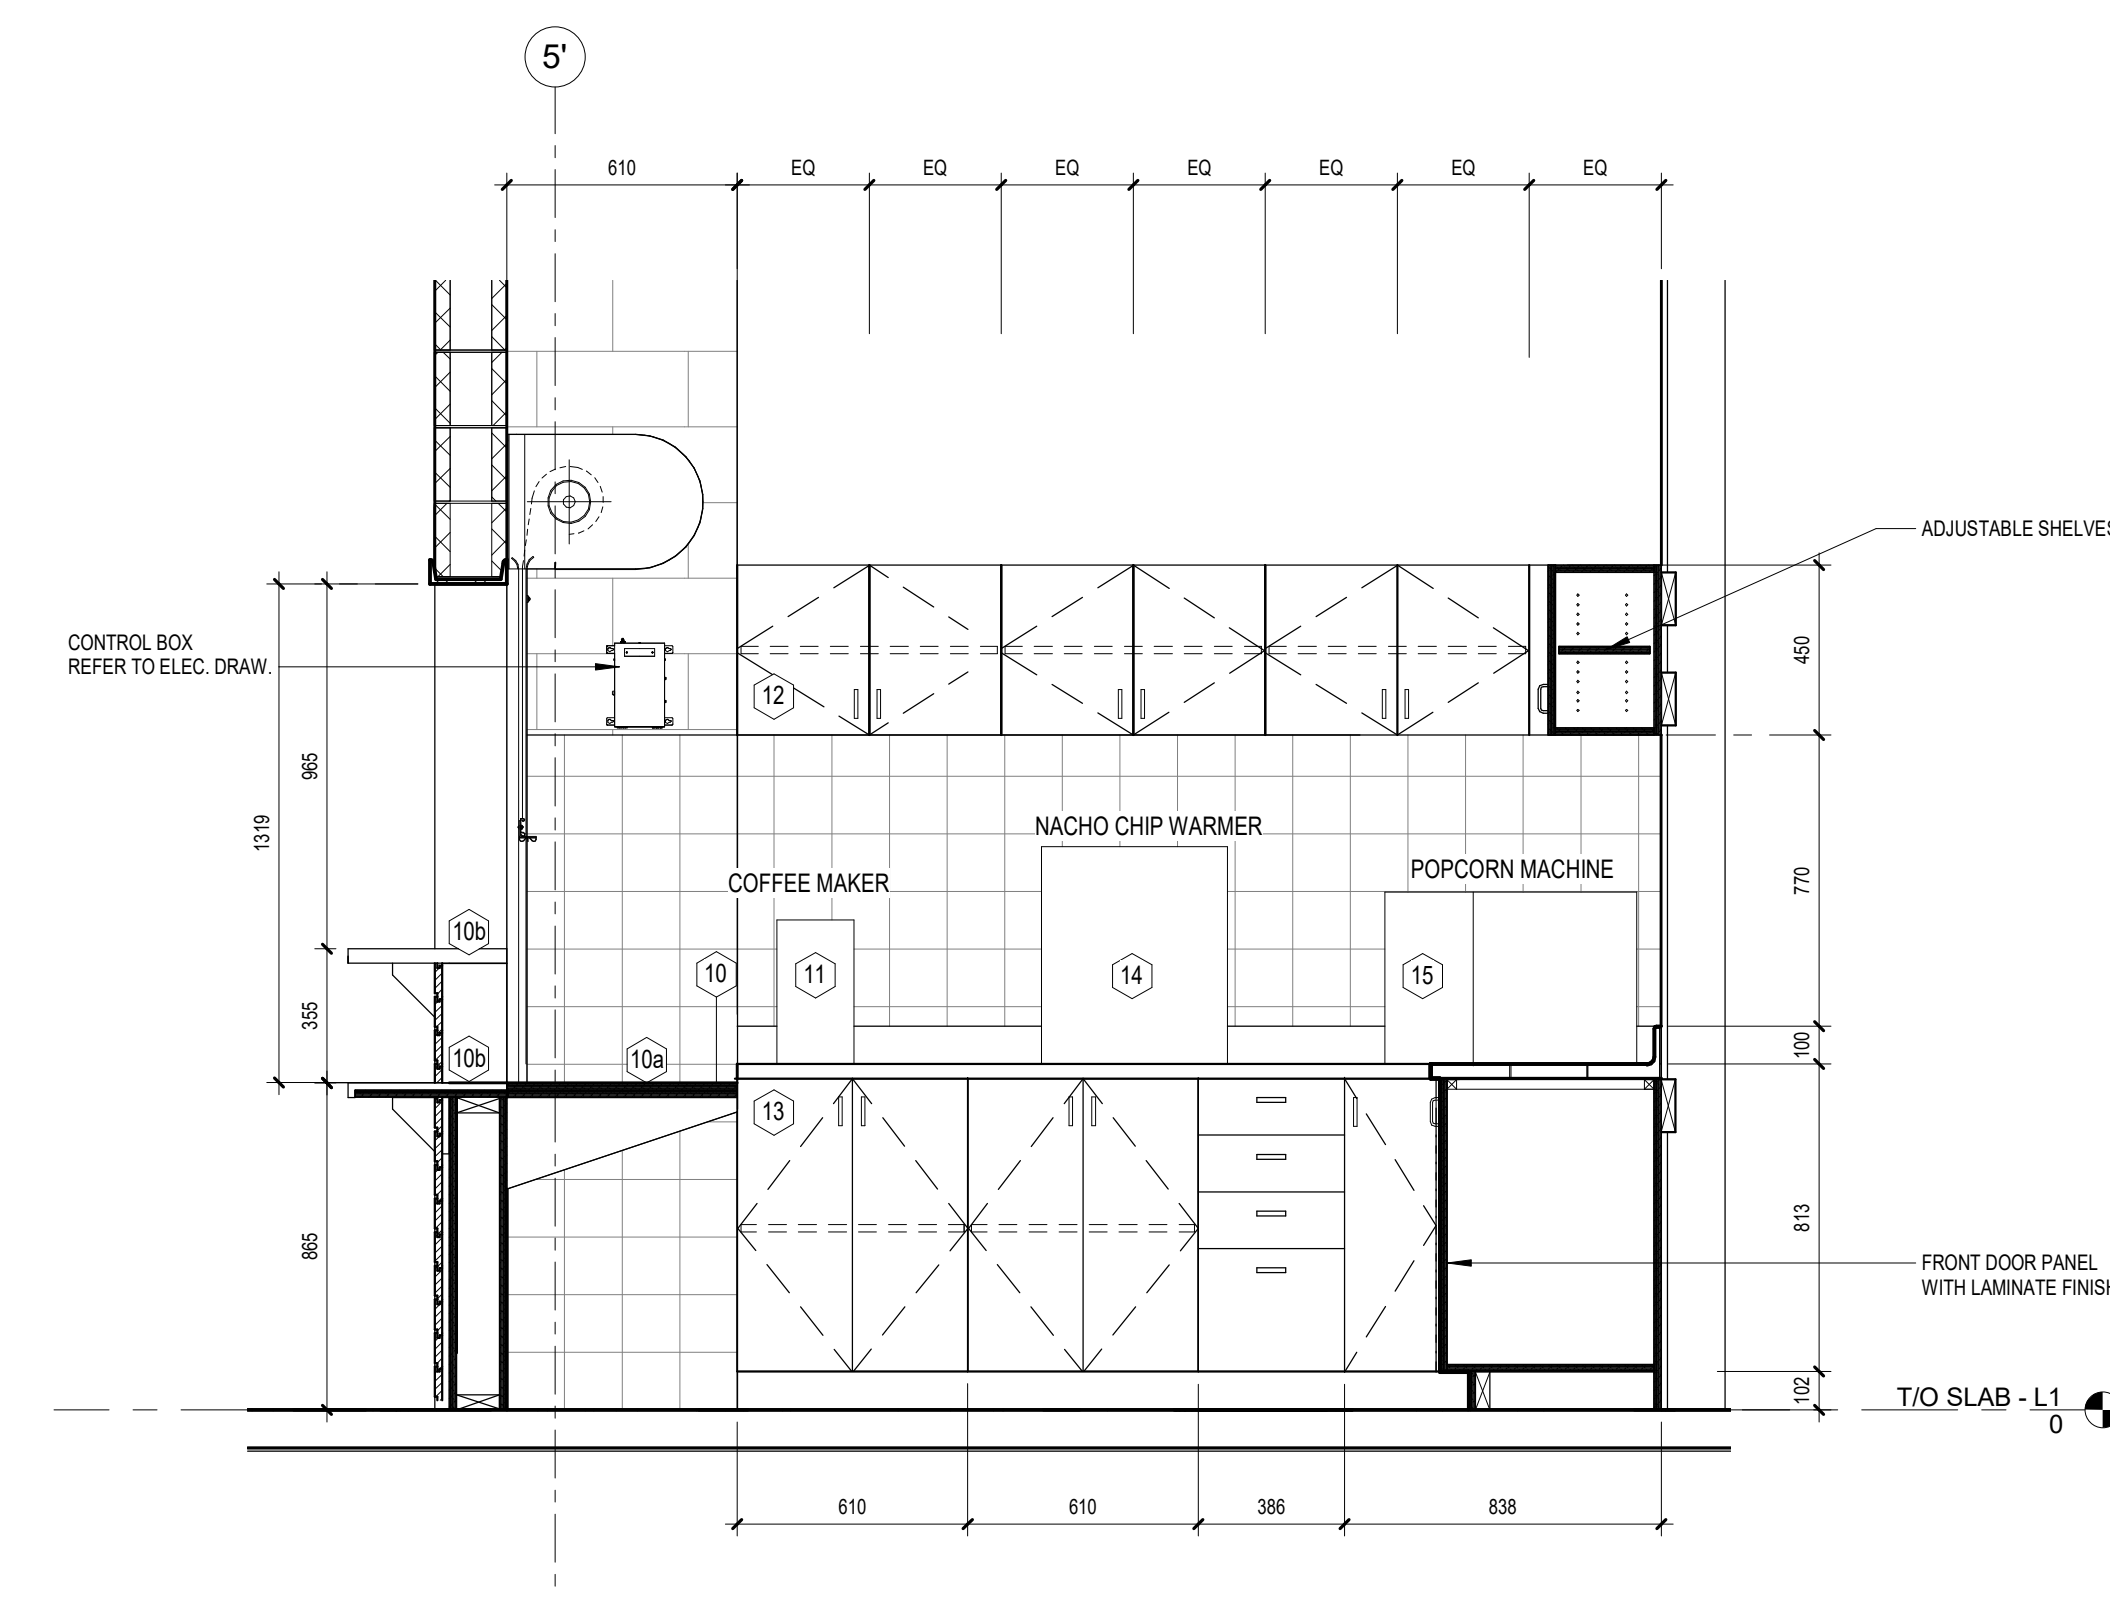 5'
610
EQ
EQ
EQ
EQ
EQ
EQ
EQ
ADJUSTABLE SHELVES
CONTROL BOX
REFER TO ELEC. DRAW.
12
450
965
1319
NACHO CHIP WARMER
POPCORN MACHINE
COFFEE MAKER
770
10b
10
11
14
15
355
10b
10a
100
13
865
813
FRONT DOOR PANEL
WITH LAMINATE FINISH
102
T/O SLAB - L1
0
610
610
386
838